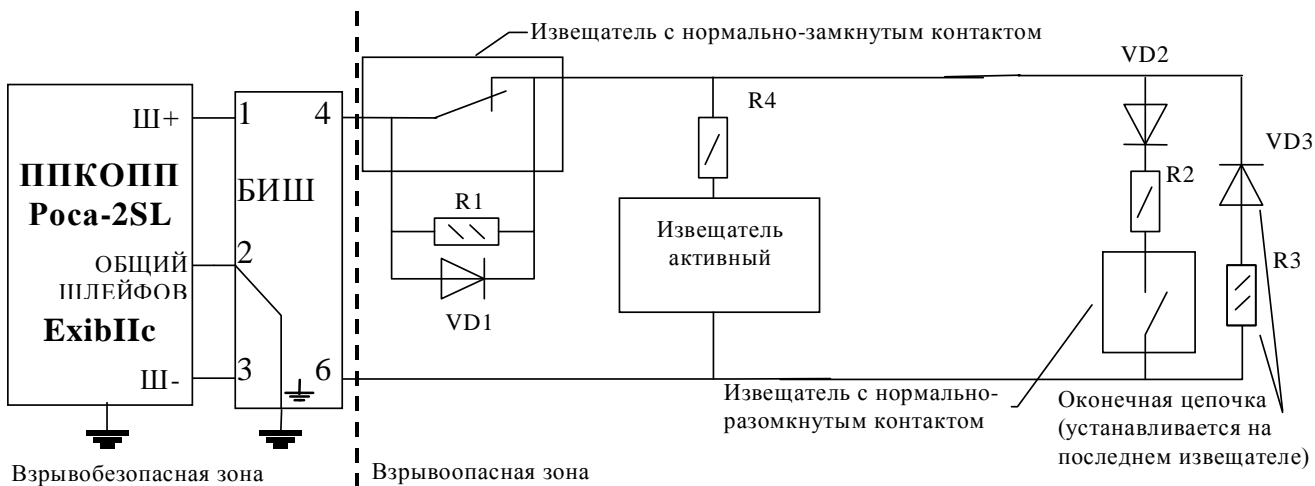 Извещатель с нормально-замкнутым контактом
Ш+
1
4
ППКОПП
Роса-2SL
БИШ
2
ОБЩИЙ
ШЛЕЙФОВ
ExibIIc
Ш-
3
6
R1
VD1
R4
Извещатель
активный
VD2
R2
VD3
R3
Извещатель с нормально-
разомкнутым контактом
Оконечная цепочка
(устанавливается на
последнем извещателе)
Взрывобезопасная зона
Взрывоопасная зона